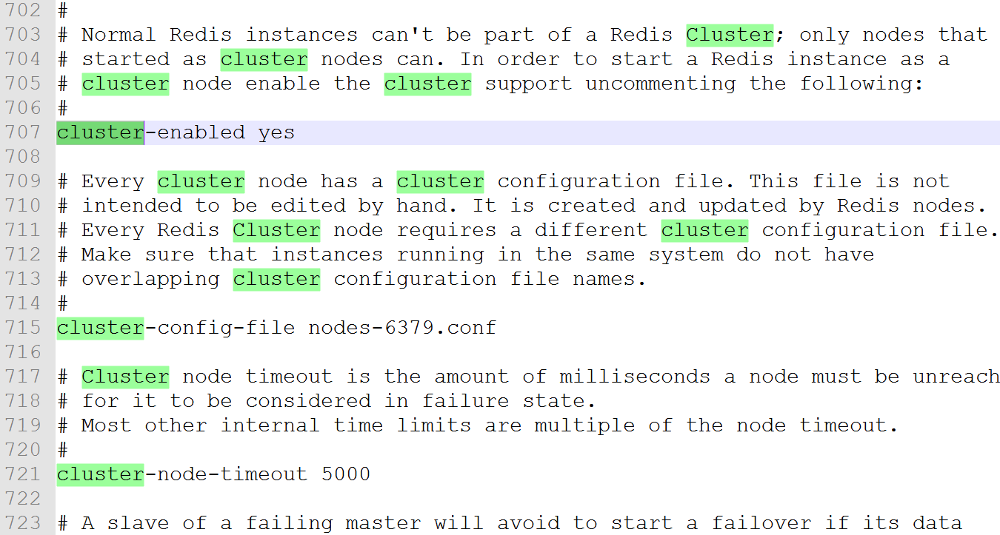 702 #
703 # Normal Redis instances can't be part of a Redis Cluster; only nodes that
704 # started as cluster nodes can. In order to start a Redis instance as a
705 # cluster node enable the cluster support uncommenting the following:
706 #
707 cluster-enabled yes
708
709 # Every cluster node has a cluster configuration file. This file is not
710 # intended to be edited by hand. It is created and updated by Redis nodes.
711 # Every Redis Cluster node requires a different cluster configuration file.
712 # Make sure that instances running in the same system do not have
713 # overlapping cluster configuration file names.
714 #
715 cluster-config-file nodes-6379.conf
716
717 # Cluster node timeout is the amount of milliseconds a node must be unreach
718 # for it to be considered in failure state.
719 # Most other internal time limits are multiple of the node timeout.
720 #
721 cluster-node-timeout 5000
722
723 # A slave of a failing master will avoid to start a failover if its data